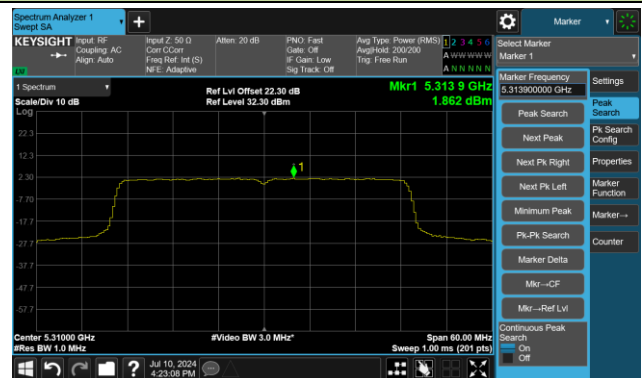 Spectrum Analyzer 1
Swept SA
Marker
KEYSIGHT
Input: RF
Coupling: AC
Align: Auto
Input Z: 50 Ω
Corr CCorr
Freq Ref: Int (S)
NFE: Adaptive
Atten: 20 dB
PNO: Fast
Gate: Off
IF Gain: Low
Sig Track: Off
Avg Type: Power (RMS)
Avg|Hold: 200/200
Trig: Free Run
1 2 3 4 5 6
A W W W W W
A N N N N N
LXI
Select Marker
Marker 1
1 Spectrum
Scale/Div 10 dB
Log
Ref Lvl Offset 22.30 dB
Ref Level 32.30 dBm
Mkr1 5.313 9 GHz
1.862 dBm
22.3
12.3
2.30
-7.70
-17.7
-27.7
-37.7
-47.7
-57.7
1
Center 5.31000 GHz
#Res BW 1.0 MHz
#Video BW 3.0 MHz*
Span 60.00 MHz
Sweep 1.00 ms (201 pts)
Marker Frequency
5.313900000 GHz
Peak Search
Next Peak
Next Pk Right
Next Pk Left
Minimum Peak
Pk-Pk Search
Marker Delta
Mkr→CF
Mkr→Ref Lvl
Continuous Peak
Search
On
Off
Settings
Peak
Search
Pk Search
Config
Properties
Marker
Function
Marker→
Counter
Jul 10, 2024
4:23:08 PM